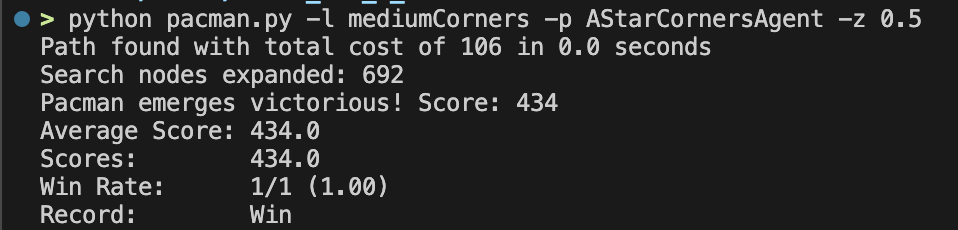 > python pacman.py -l mediumCorners -p AStarCornersAgent -z 0.5
Path found with total cost of 106 in 0.0 seconds
Search nodes expanded: 692
Pacman emerges victorious! Score: 434
Average Score: 434.0
Scores:        434.0
Win Rate:      1/1 (1.00)
Record:        Win